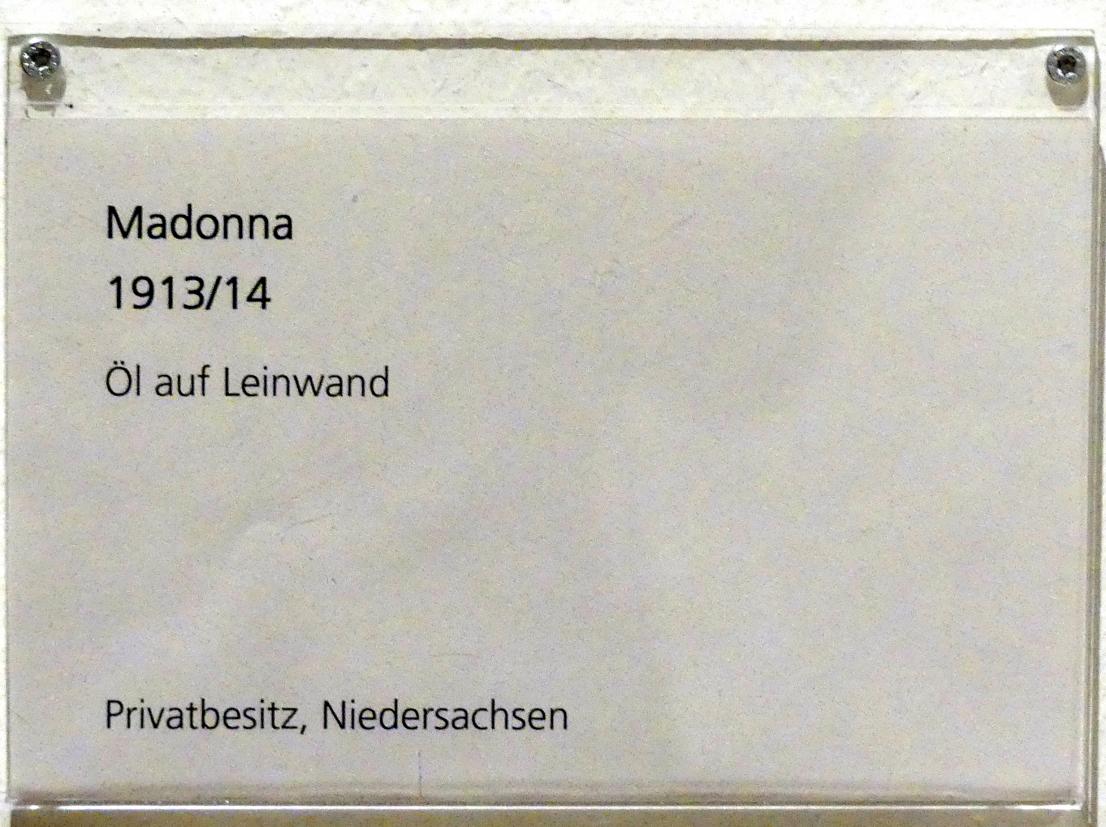 Madonna
1913/14
Öl auf Leinwand
Privatbesitz, Niedersachsen